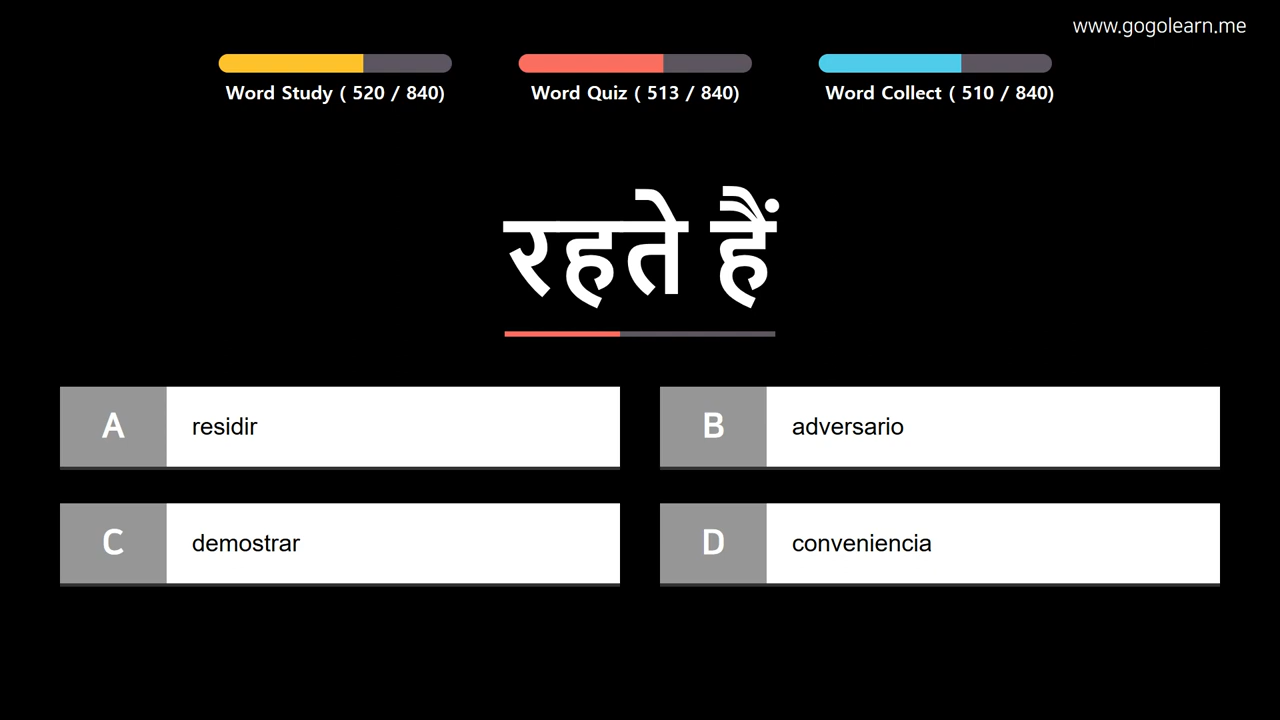 www.gogolearn.me
Word Study ( 520 / 840)
Word Quiz ( 513 / 840)
Word Collect ( 510 / 840)
रहते हैं
A residir
B adversario
C demostrar
D conveniencia